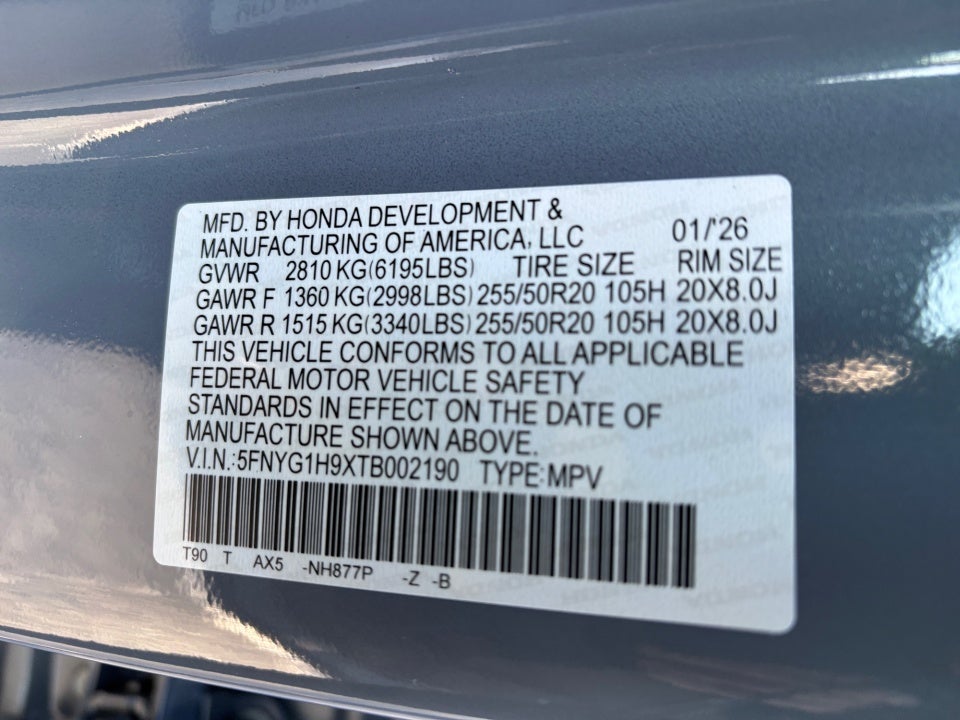 MFD. BY HONDA DEVELOPMENT &
MANUFACTURING OF AMERICA, LLC 01/'26
GVWR 2810 KG(6195LBS) TIRE SIZE RIM SIZE
GAWR F 1360 KG(2998LBS) 255/50R20 105H 20X8.0J
GAWR R 1515 KG(3340LBS) 255/50R20 105H 20X8.0J
THIS VEHICLE CONFORMS TO ALL APPLICABLE
FEDERAL MOTOR VEHICLE SAFETY
STANDARDS IN EFFECT ON THE DATE OF
MANUFACTURE SHOWN ABOVE.
V.I.N.:5FNYG1H9XTB002190 TYPE:MPV
T90 T AX5 -NH877P -Z -B